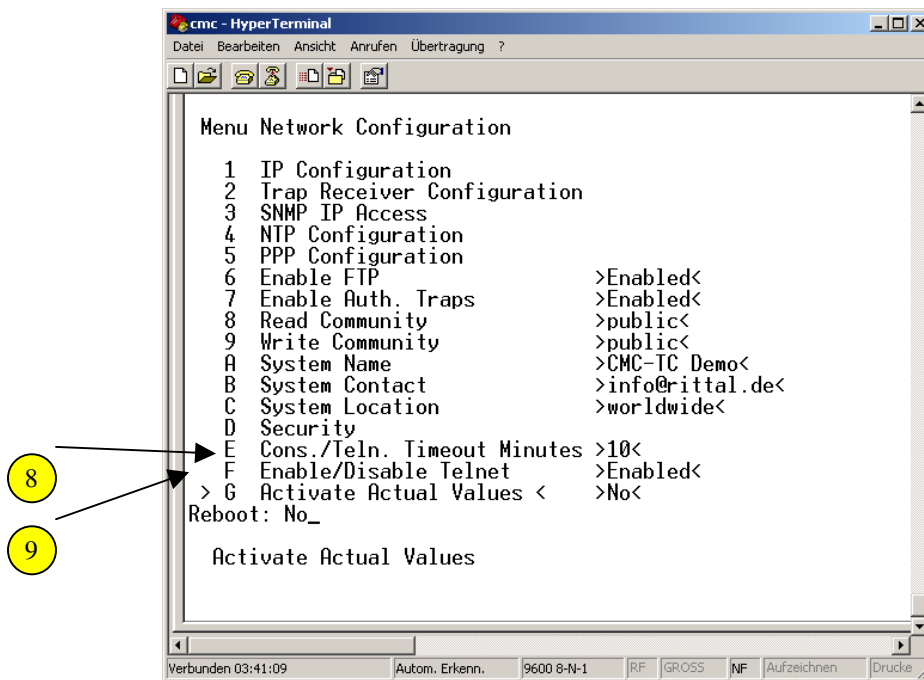 cmc - HyperTerminal
Datei Bearbeiten Ansicht Anrufen Übertragung ?
Menu Network Configuration
1 IP Configuration
2 Trap Receiver Configuration
3 SNMP IP Access
4 NTP Configuration
5 PPP Configuration
6 Enable FTP >Enabled<
7 Enable Auth. Traps >Enabled<
8 Read Community >public<
9 Write Community >public<
A System Name >CMC-TC Demo<
B System Contact >info@rittal.de<
C System Location >worldwide<
D Security
E Cons./Teln. Timeout Minutes >10<
F Enable/Disable Telnet >Enabled<
> G Activate Actual Values < >No<
Reboot: No_
Activate Actual Values
8
9
Verbunden 03:41:09 Autom. Erkenn. 9600 8-N-1 RF GROSS NF Aufzeichnen Drucke